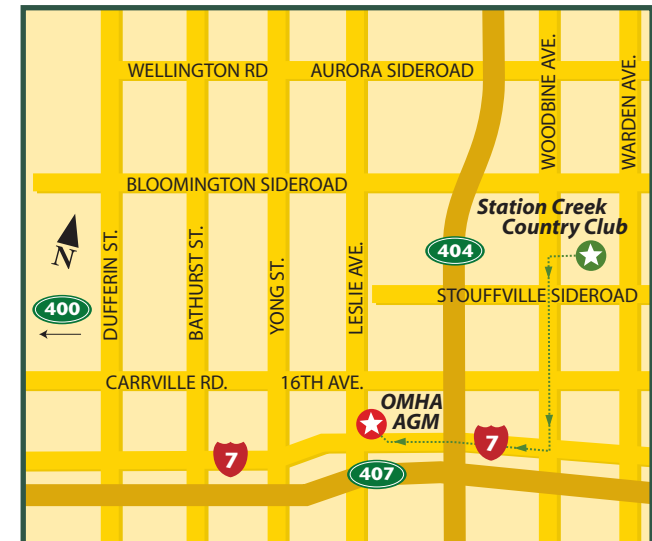 WELLINGTON RD
AURORA SIDEROAD
WOODBINE AVE.
WARDEN AVE.
BLOOMINGTON SIDEROAD
Station Creek
Country Club
N
400
DUFFERIN ST.
BATHURST ST.
YONG ST.
LESLIE AVE.
404
STOUFFVILLE SIDEROAD
CARRVILLE RD.
16TH AVE.
OMHA
AGM
7
7
407